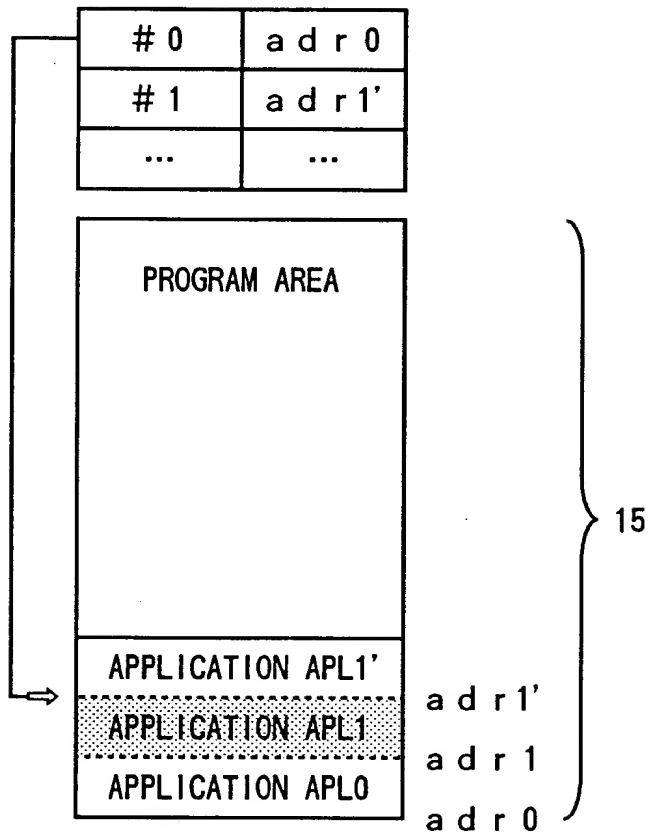 #0 adr0
#1 adr1'
… …
PROGRAM AREA
15
APPLICATION APL1'
adr1'
APPLICATION APL1
adr1
APPLICATION APL0
adr0